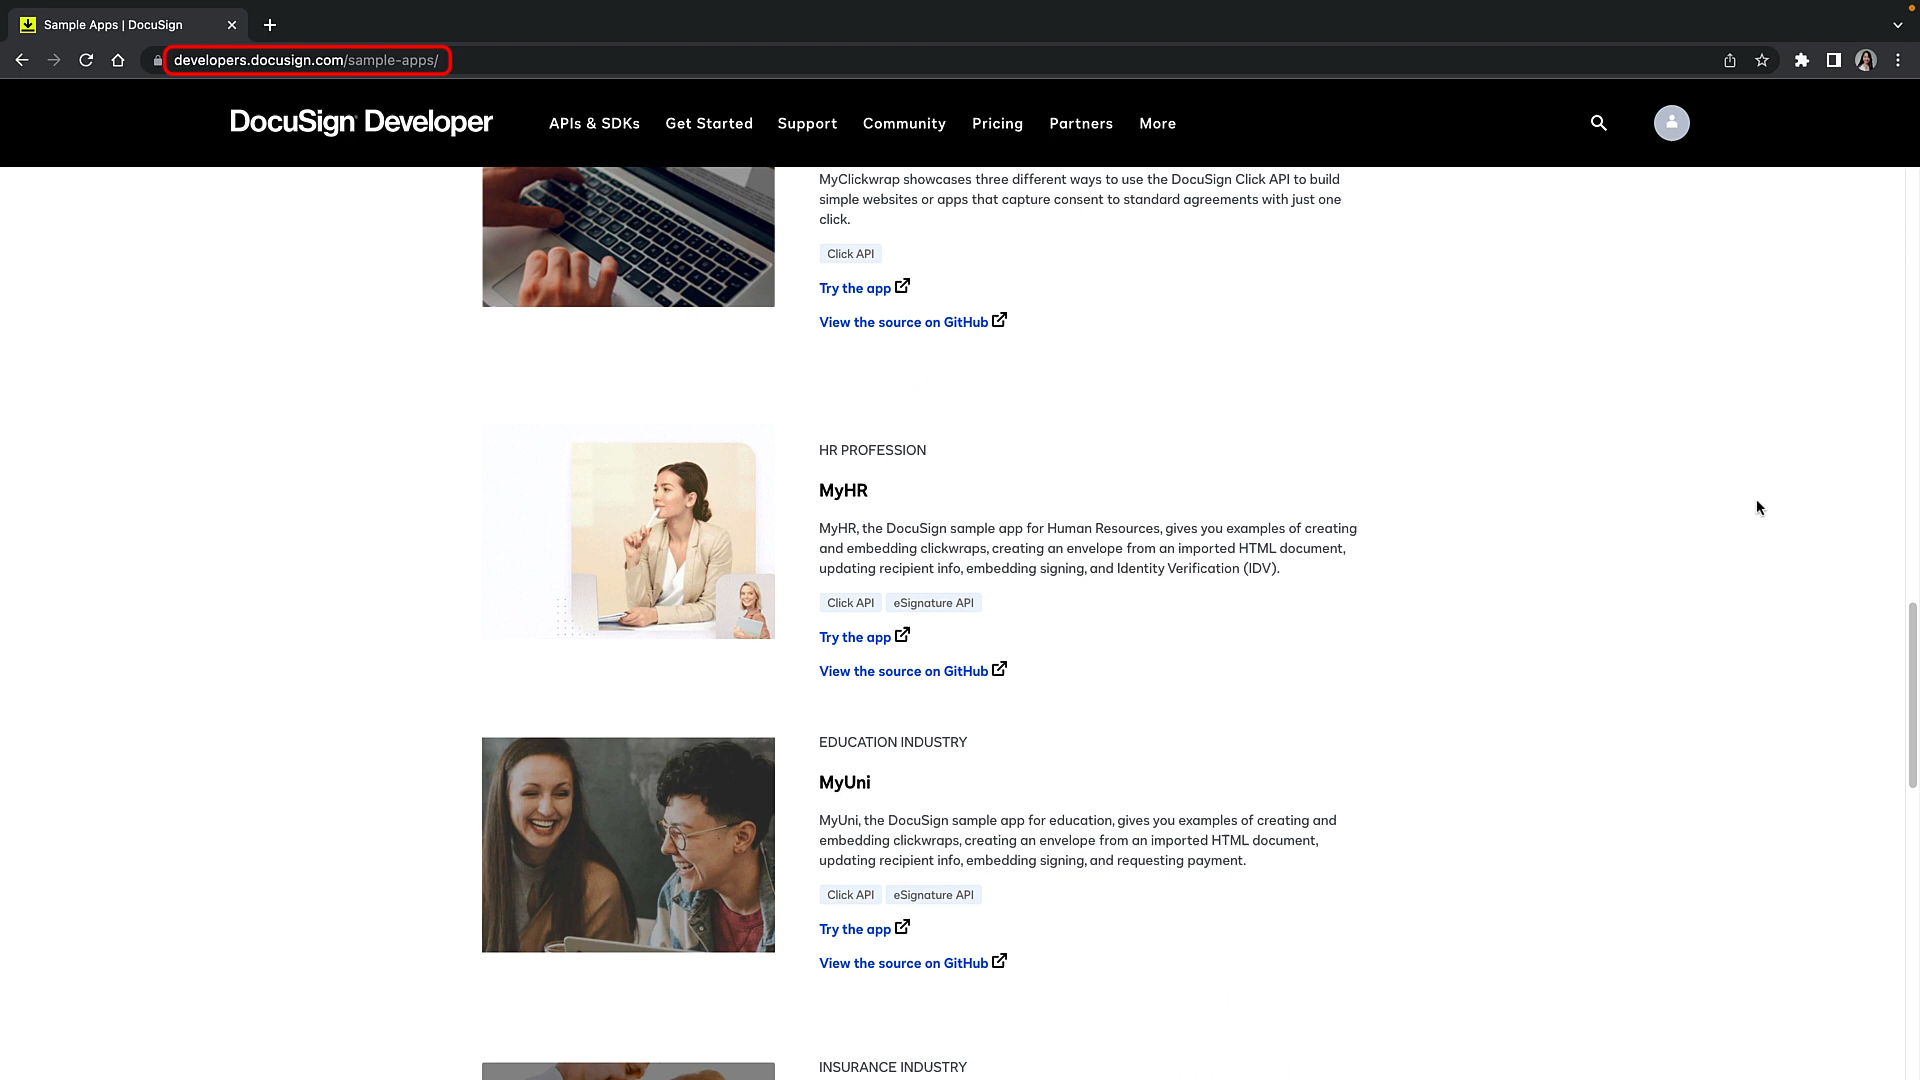 Sample Apps | DocuSign
developers.docusign.com/sample-apps/
DocuSign Developer
APIs & SDKs
Get Started
Support
Community
Pricing
Partners
More
MyClickwrap showcases three different ways to use the DocuSign Click API to build
simple websites or apps that capture consent to standard agreements with just one
click.
Click API
Try the app
View the source on GitHub
HR PROFESSION
MyHR
MyHR, the DocuSign sample app for Human Resources, gives you examples of creating
and embedding clickwraps, creating an envelope from an imported HTML document,
updating recipient info, embedding signing, and Identity Verification (IDV).
Click API
eSignature API
Try the app
View the source on GitHub
EDUCATION INDUSTRY
MyUni
MyUni, the DocuSign sample app for education, gives you examples of creating and
embedding clickwraps, creating an envelope from an imported HTML document,
updating recipient info, embedding signing, and requesting payment.
Click API
eSignature API
Try the app
View the source on GitHub
INSURANCE INDUSTRY